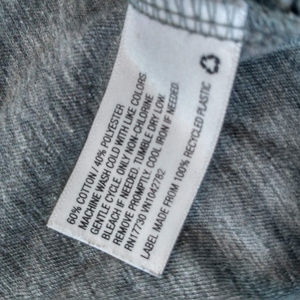 60% COTTON / 40% POLYESTER
MACHINE WASH COLD WITH LIKE COLORS
GENTLE CYCLE. ONLY NON-CHLORINE
BLEACH IF NEEDED. TUMBLE DRY LOW.
REMOVE PROMPTLY. COOL IRON IF NEEDED.
RN17730 VN1042782
LABEL MADE FROM 100% RECYCLED PLASTIC